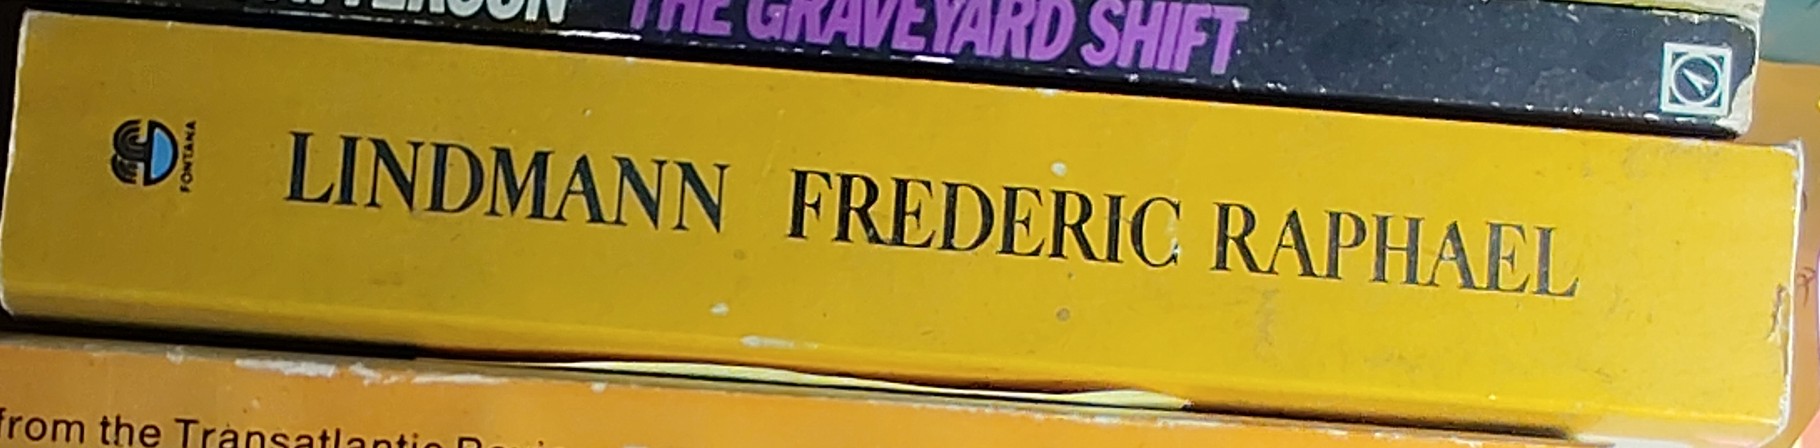 THE GRAVEYARD SHIFT
FONTANA
LINDMANN FREDERIC RAPHAEL
from the Transatlantic